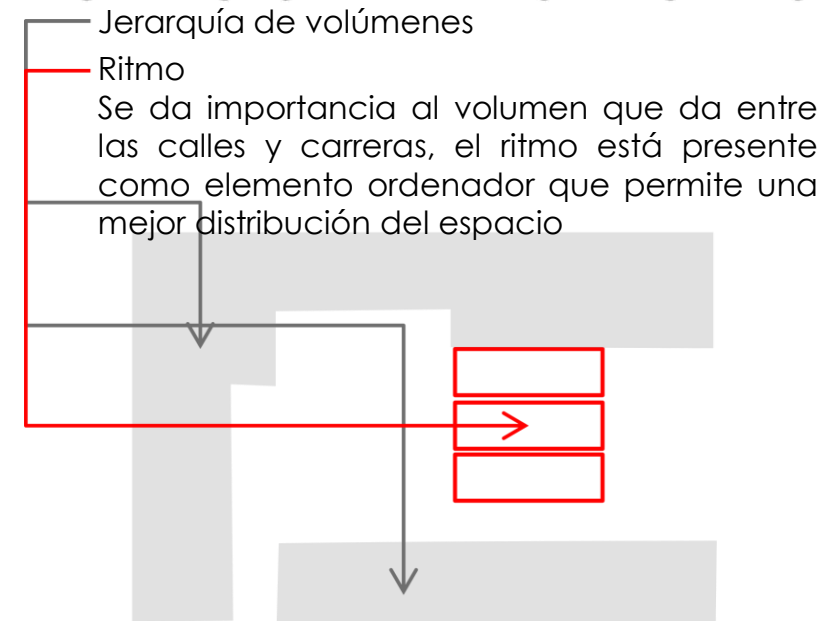 Jerarquía de volúmenes
Ritmo
Se da importancia al volumen que da entre
las calles y carreras, el ritmo está presente
como elemento ordenador que permite una
mejor distribución del espacio